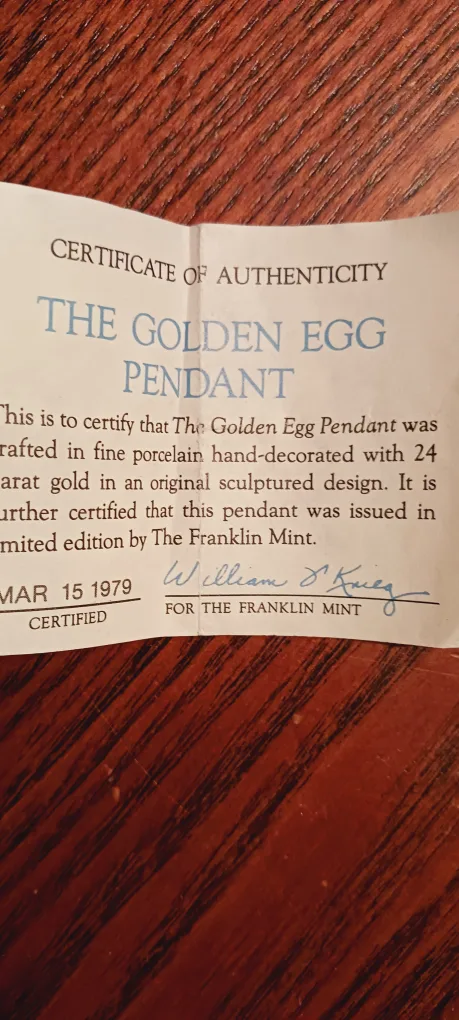 CERTIFICATE OF AUTHENTICITY
THE GOLDEN EGG
PENDANT
This is to certify that The Golden Egg Pendant was
rafted in fine porcelain hand-decorated with 24
arat gold in an original sculptured design. It is
urther certified that this pendant was issued in
mited edition by The Franklin Mint.
MAR 15 1979
CERTIFIED
William J Krieg
FOR THE FRANKLIN MINT